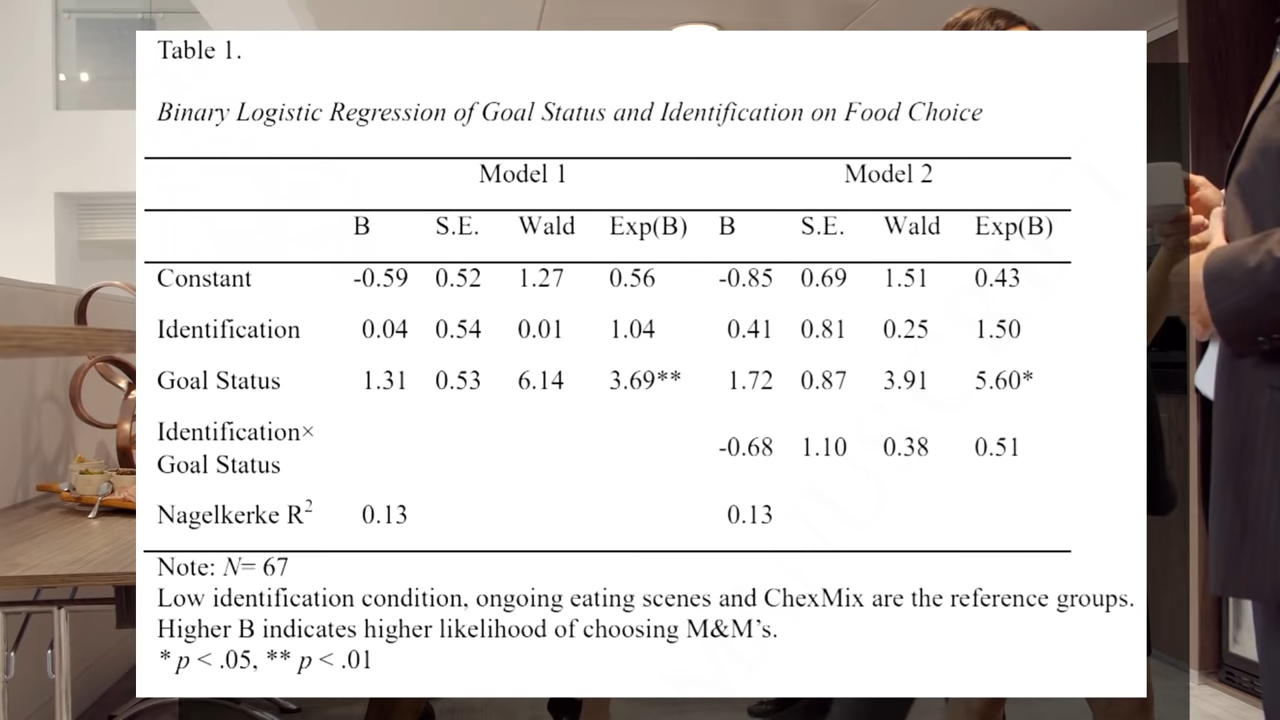 Table 1.
Binary Logistic Regression of Goal Status and Identification on Food Choice
Model 1 Model 2
B S.E. Wald Exp(B) B S.E. Wald Exp(B)
Constant -0.59 0.52 1.27 0.56 -0.85 0.69 1.51 0.43
Identification 0.04 0.54 0.01 1.04 0.41 0.81 0.25 1.50
Goal Status 1.31 0.53 6.14 3.69** 1.72 0.87 3.91 5.60*
Identification×
Goal Status -0.68 1.10 0.38 0.51
Nagelkerke R² 0.13 0.13
Note: N= 67
Low identification condition, ongoing eating scenes and ChexMix are the reference groups.
Higher B indicates higher likelihood of choosing M&M’s.
* p < .05, ** p < .01